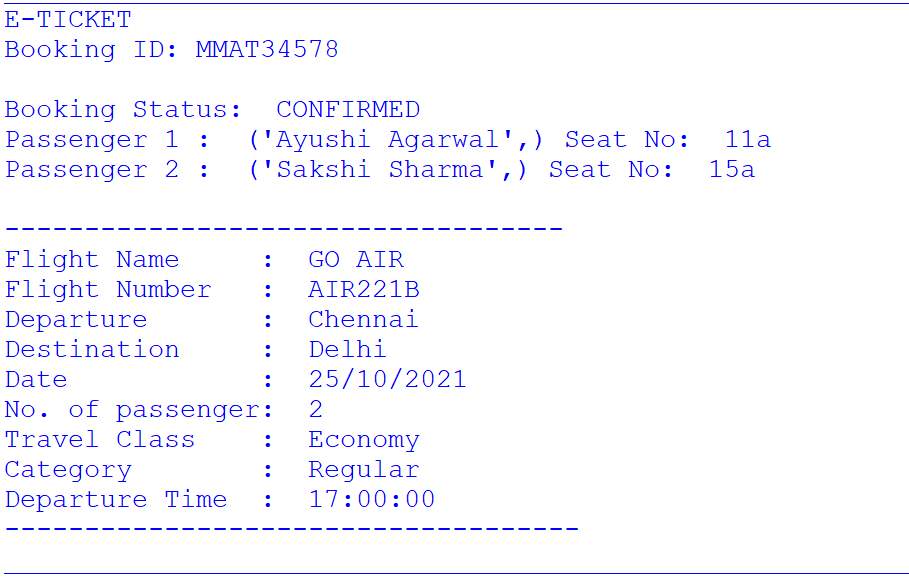 E-TICKET
Booking ID: MMAT34578
Booking Status:  CONFIRMED
Passenger 1 :  ('Ayushi Agarwal',) Seat No:  11a
Passenger 2 :  ('Sakshi Sharma',) Seat No:  15a
-----------------------------------
Flight Name     :  GO AIR
Flight Number   :  AIR221B
Departure       :  Chennai
Destination     :  Delhi
Date            :  25/10/2021
No. of passenger:  2
Travel Class    :  Economy
Category        :  Regular
Departure Time  :  17:00:00
------------------------------------